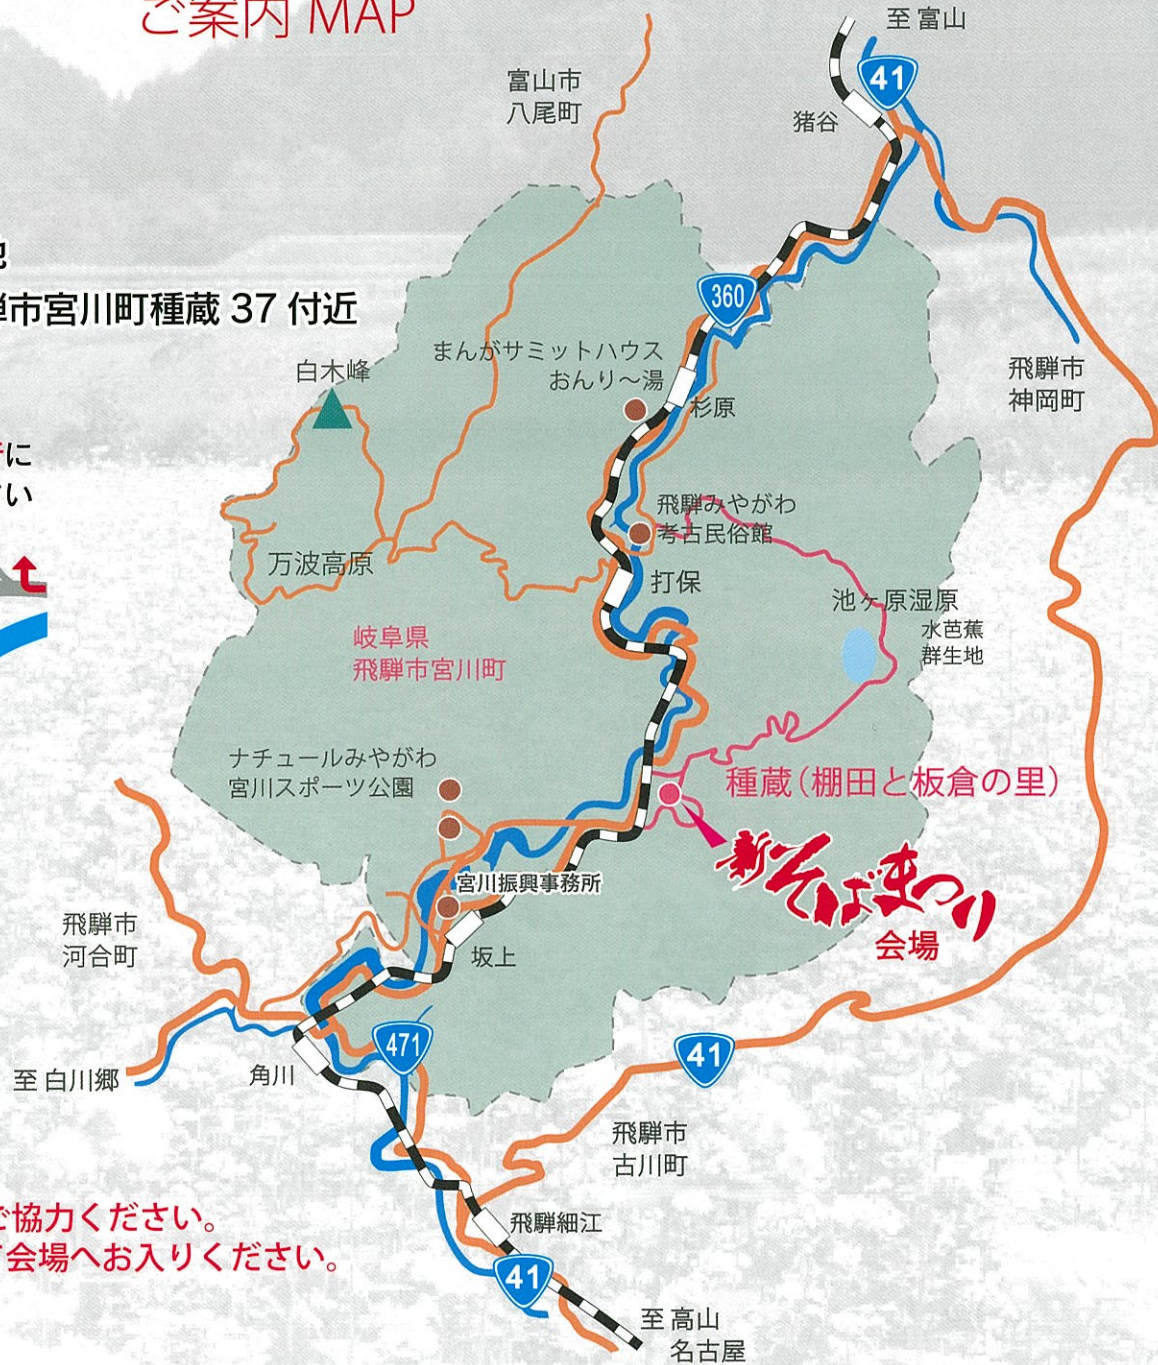 ご案内 MAP
至 富山
41
富山市
八尾町
猪谷
市宮川町種蔵 37 付近
360
まんがサミットハウス
おんり～湯
白木峰
飛騨市
神岡町
杉原
に
い
飛騨みやがわ
考古民俗館
万波高原
打保
池ヶ原湿原
水芭蕉
群生地
岐阜県
飛騨市宮川町
ナチュールみやがわ
宮川スポーツ公園
種蔵（棚田と板倉の里）
新そばまつり
会場
宮川振興事務所
飛騨市
河合町
坂上
471
41
至 白川郷
角川
飛騨市
古川町
ご協力ください。
会場へお入りください。
飛騨細江
41
至 高山
名古屋